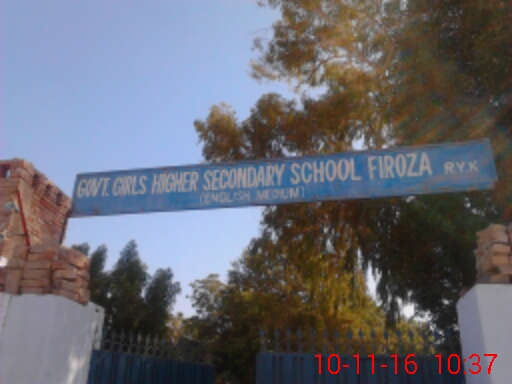 GOVT. GIRLS HIGHER SECONDARY SCHOOL FIROZA R.Y.K
(ENGLISH MEDIUM)
10-11-16 10:37